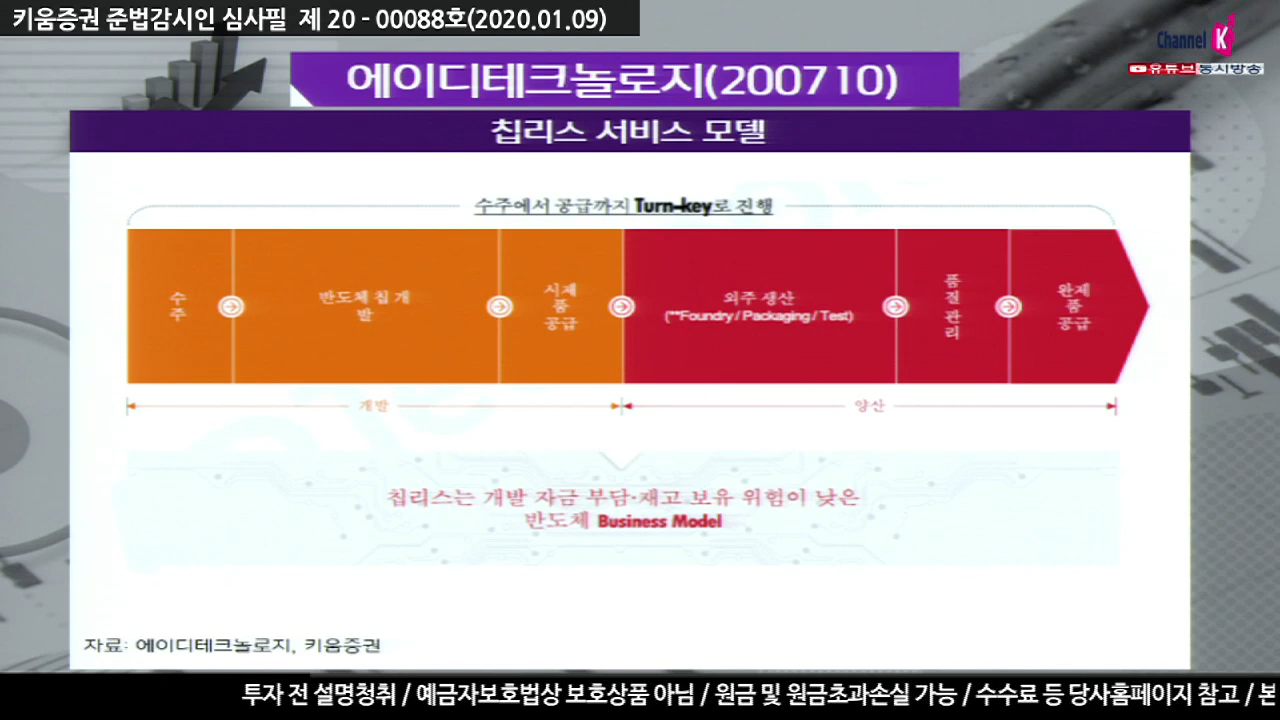 키움증권 준법감시인 심사필 제 20 - 00088호(2020.01.09)
Channel K
유튜브동시방송
에이디테크놀로지(200710)
칩리스 서비스 모델
수주에서 공급까지 Turn-key로 진행
수
주
반도체 칩 개
발
시제
품
공급
외주 생산
(**Foundry / Packaging / Test)
품
질
관
리
완제
품
공급
개발
양산
칩리스는 개발 자금 부담·재고 보유 위험이 낮은
반도체 Business Model
자료: 에이디테크놀로지, 키움증권
투자 전 설명청취 / 예금자보호법상 보호상품 아님 / 원금 및 원금초과손실 가능 / 수수료 등 당사홈페이지 참고 / 본